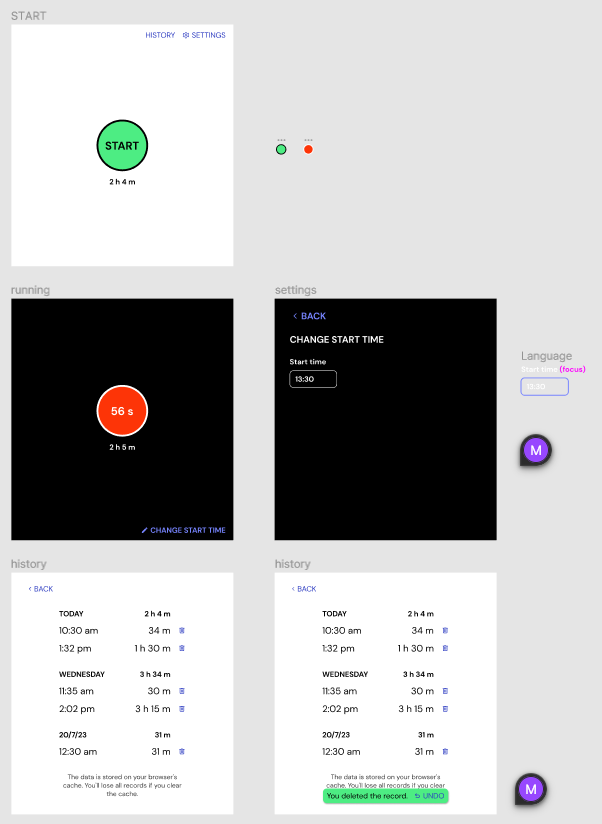 START
HISTORY SETTINGS
START
2 h 4 m
running
56 s
2 h 5 m
CHANGE START TIME
settings
BACK
CHANGE START TIME
Start time
13:30
Language
Start time (focus)
M
history
BACK
TODAY 2 h 4 m
10:30 am 34 m
1:32 pm 1 h 30 m
WEDNESDAY 3 h 34 m
11:35 am 30 m
2:02 pm 3 h 15 m
20/7/23 31 m
12:30 am 31 m
The data is stored on your browser's
cache. You'll lose all records if you clear
the cache.
history
BACK
TODAY 2 h 4 m
10:30 am 34 m
1:32 pm 1 h 30 m
WEDNESDAY 3 h 34 m
11:35 am 30 m
2:02 pm 3 h 15 m
20/7/23 31 m
12:30 am 31 m
The data is stored on your browser's
cache. You'll lose all records if you clear
You deleted the record. UNDO
M